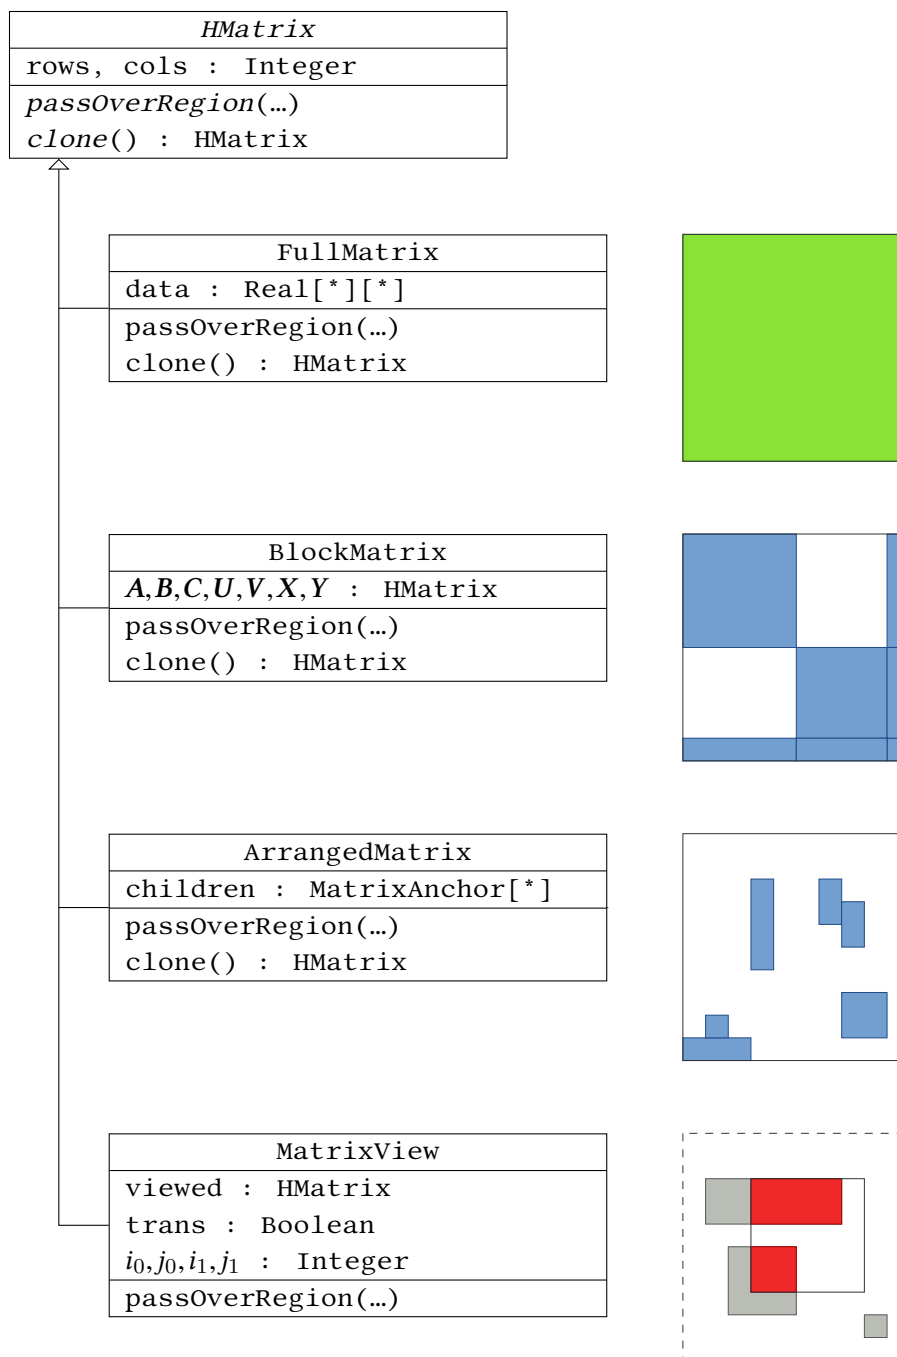 HMatrix
rows, cols : Integer
passOverRegion(…)
clone() : HMatrix
FullMatrix
data : Real[*][*]
passOverRegion(…)
clone() : HMatrix
BlockMatrix
A,B,C,U,V,X,Y : HMatrix
passOverRegion(…)
clone() : HMatrix
ArrangedMatrix
children : MatrixAnchor[*]
passOverRegion(…)
clone() : HMatrix
MatrixView
viewed : HMatrix
trans : Boolean
i₀,j₀,i₁,j₁ : Integer
passOverRegion(…)